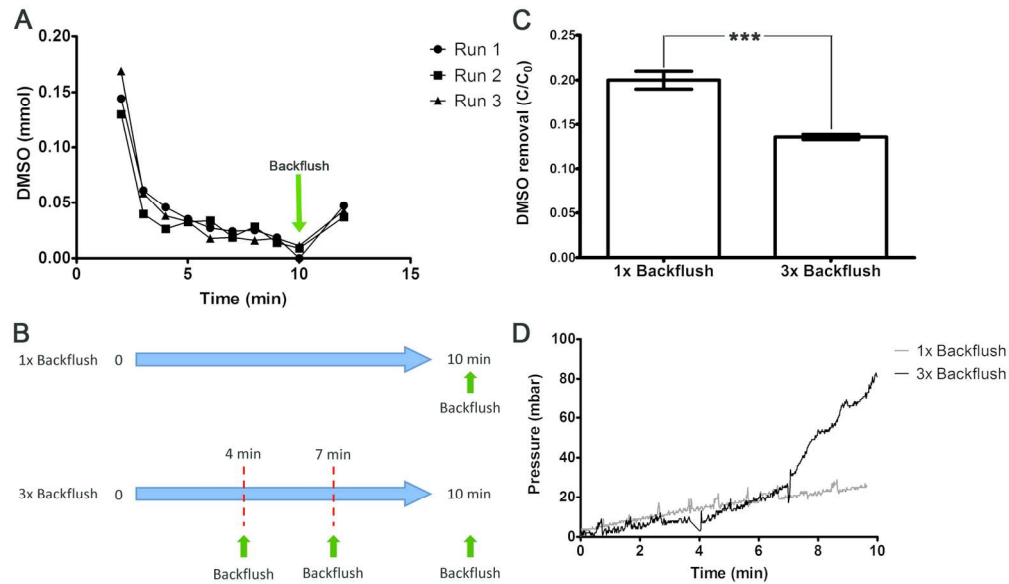 A
0.20
0.15
0.10
0.05
0.00
DMSO (mmol)
0
5
10
15
Time (min)
Backflush
Run 1
Run 2
Run 3
C
***
0.25
0.20
0.15
0.10
0.05
0.00
DMSO removal (C/C0)
1x Backflush
3x Backflush
B
1x Backflush 0 10 min
Backflush
4 min 7 min
3x Backflush 0 10 min
Backflush Backflush Backflush
D
100
80
60
40
20
0
Pressure (mbar)
0 2 4 6 8 10
Time (min)
1x Backflush
3x Backflush